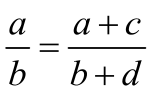 a/b = (a+c)/(b+d)